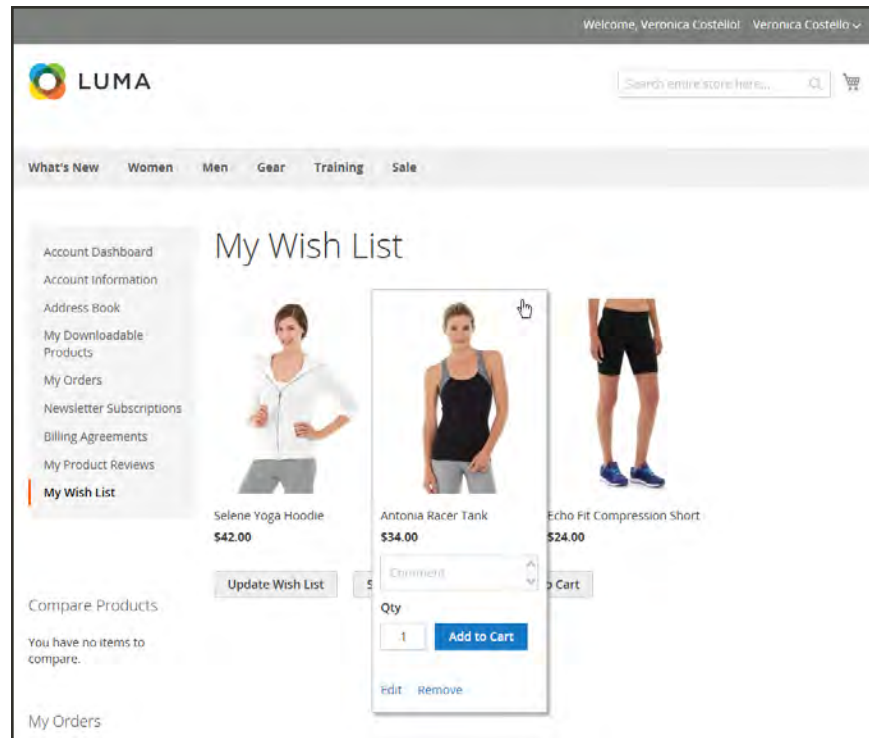 Welcome, Veronica Costello! Veronica Costello
LUMA
Search entire store here...
What's New Women Men Gear Training Sale
My Wish List
Account Dashboard
Account Information
Address Book
My Downloadable
Products
My Orders
Newsletter Subscriptions
Billing Agreements
My Product Reviews
My Wish List
Selene Yoga Hoodie
$42.00
Antonia Racer Tank
$34.00
Echo Fit Compression Short
$24.00
Comment
Update Wish List
S
o Cart
Qty
1 Add to Cart
Edit Remove
Compare Products
You have no items to
compare.
My Orders